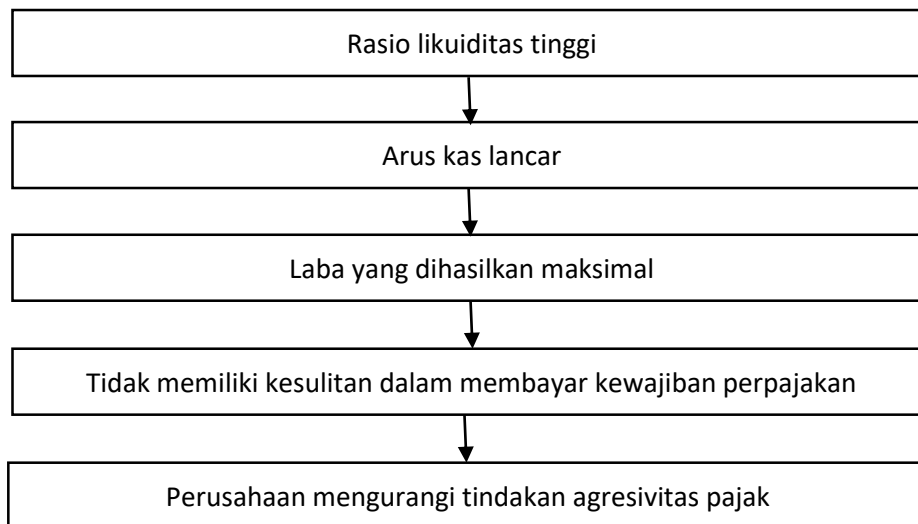 Rasio likuiditas tinggi
Arus kas lancar
Laba yang dihasilkan maksimal
Tidak memiliki kesulitan dalam membayar kewajiban perpajakan
Perusahaan mengurangi tindakan agresivitas pajak